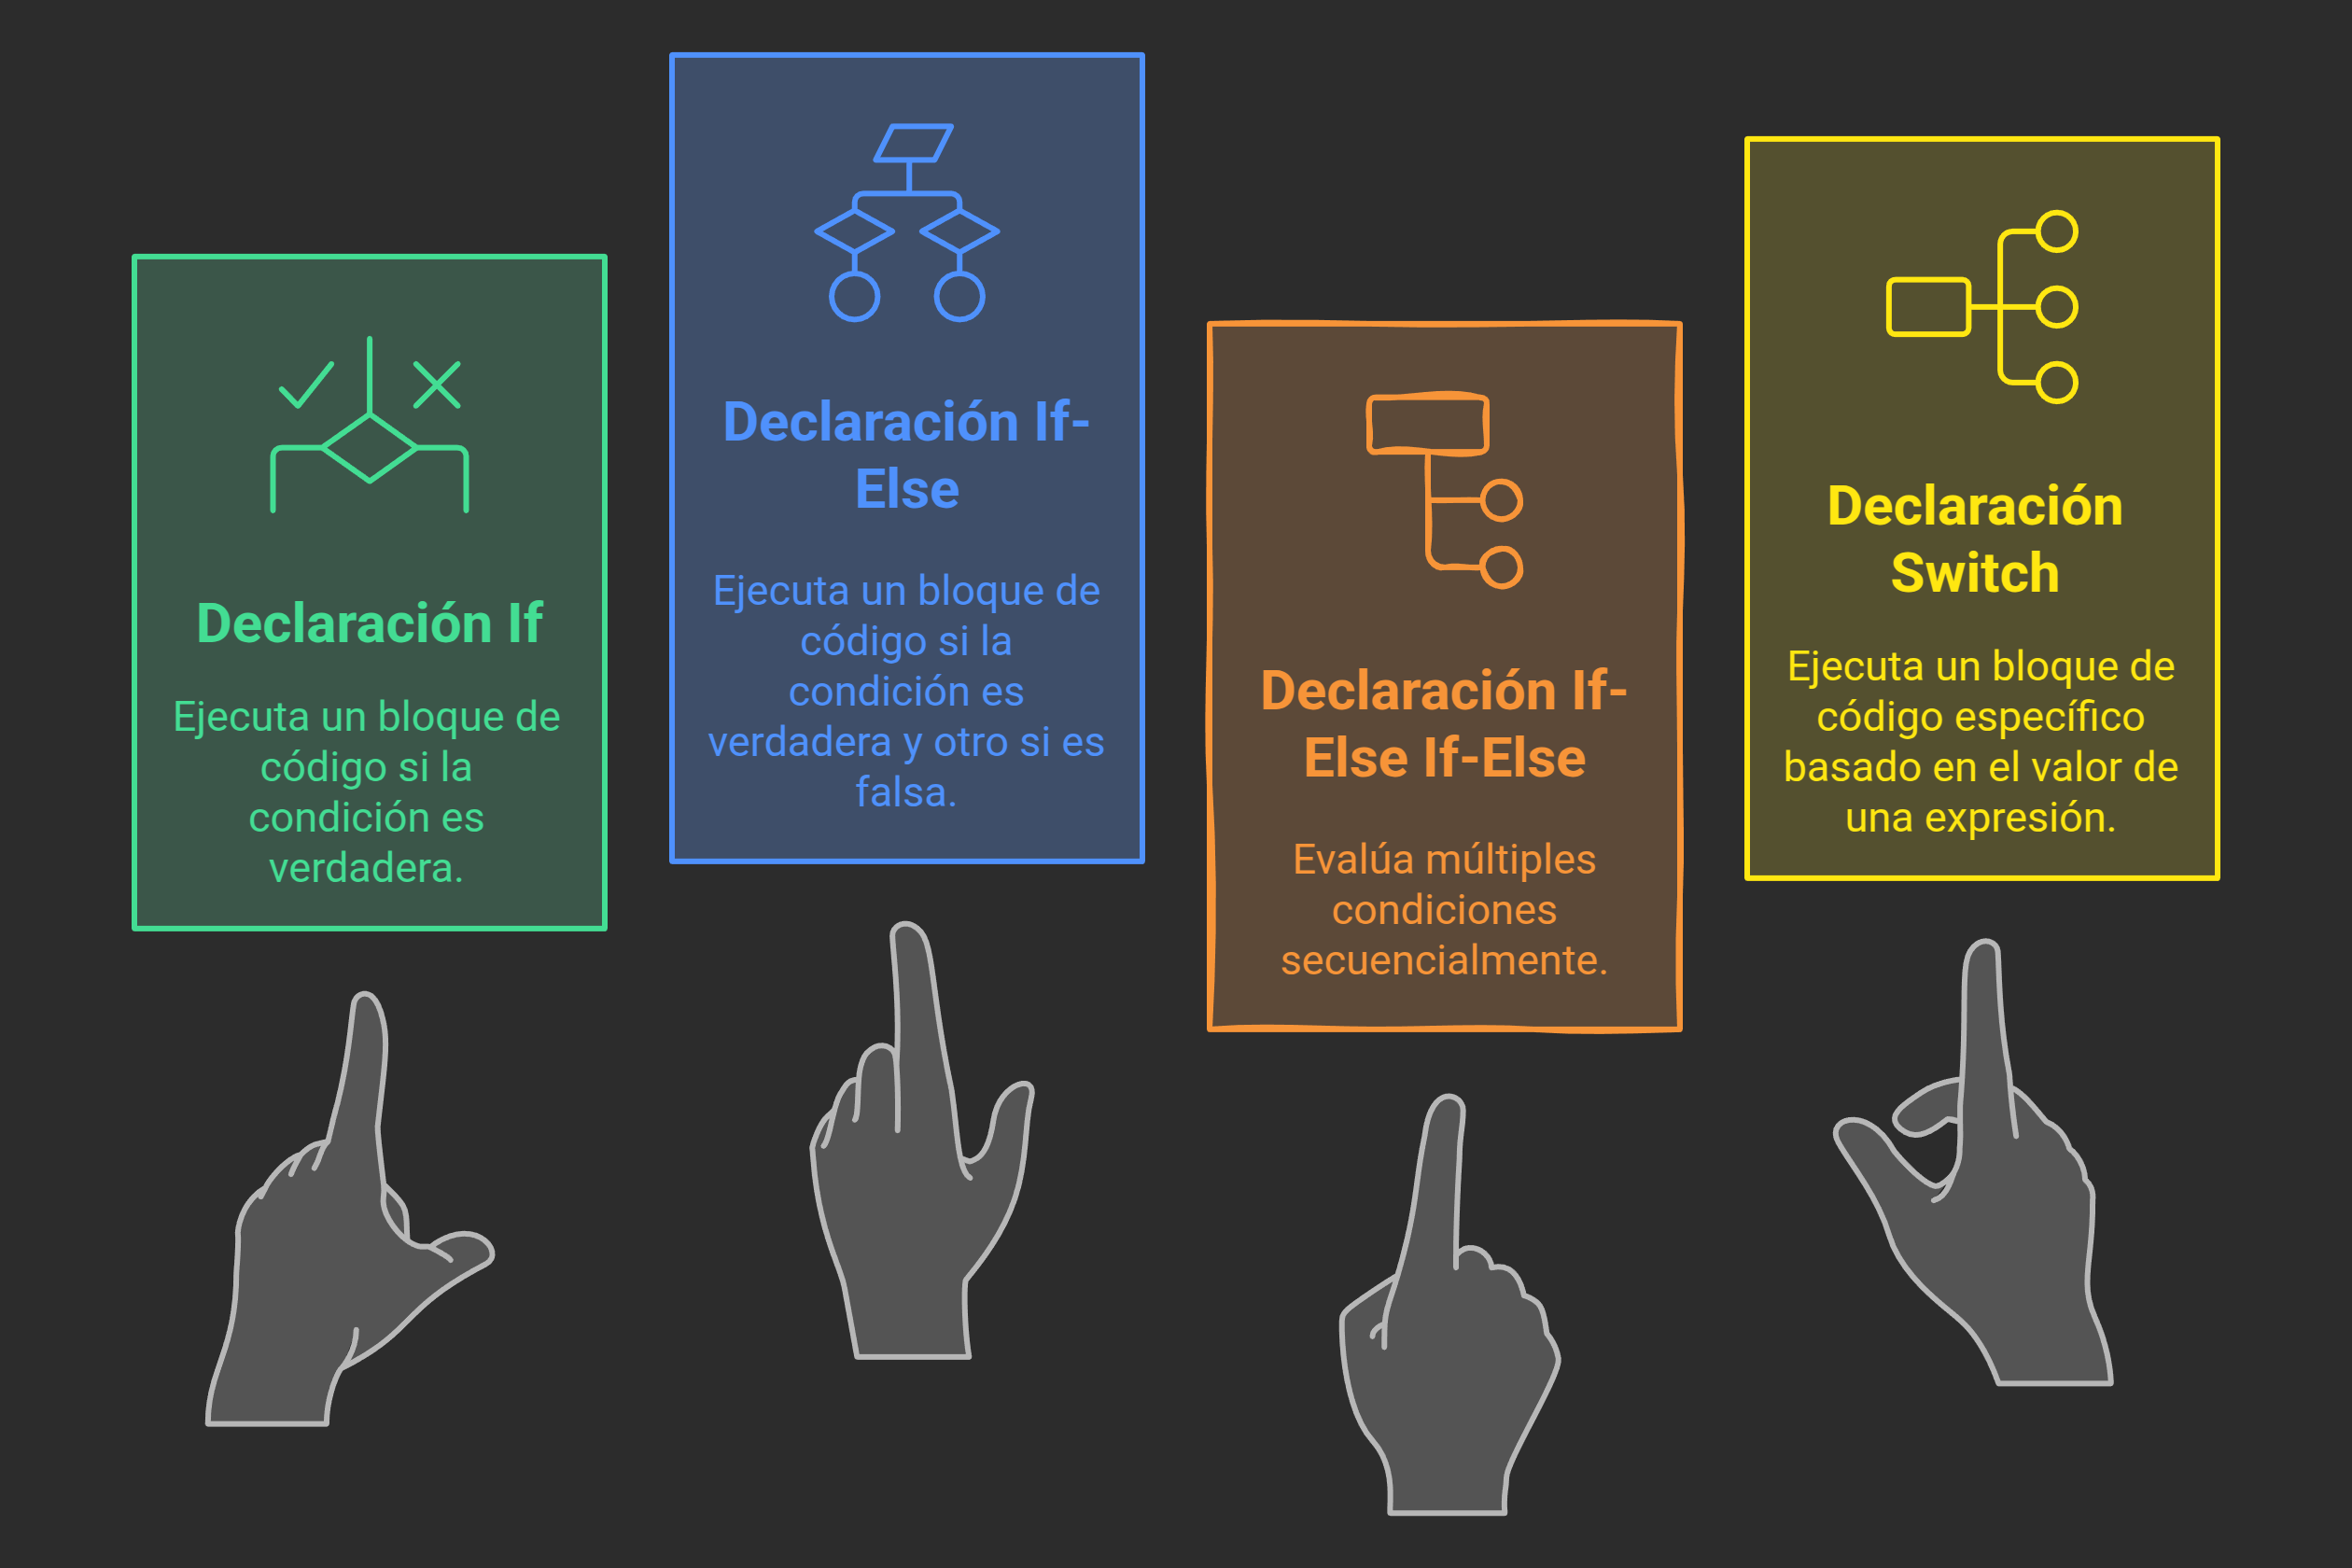 Declaración If
Ejecuta un bloque de
código si la
condición es
verdadera.
Declaración If-
Else
Ejecuta un bloque de
código si la
condición es
verdadera y otro si es
falsa.
Declaración If-
Else If-Else
Evalúa múltiples
condiciones
secuencialmente.
Declaración
Switch
Ejecuta un bloque de
código específico
basado en el valor de
una expresión.